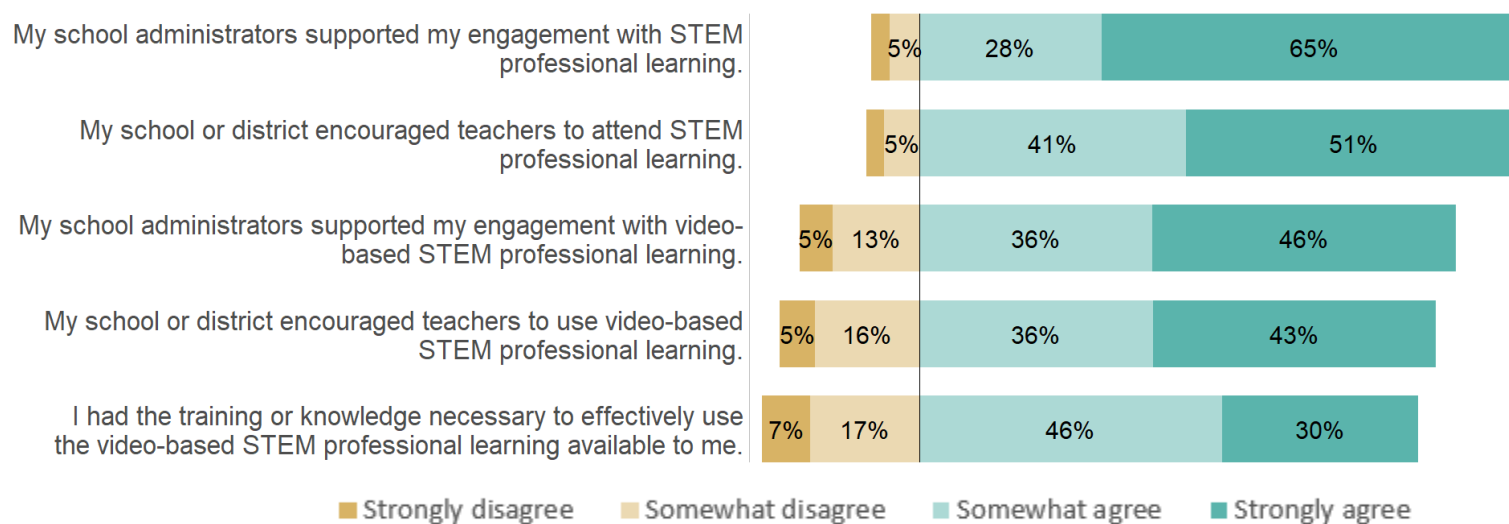 My school administrators supported my engagement with STEM
professional learning.
5% 28% 65%
My school or district encouraged teachers to attend STEM
professional learning.
5% 41% 51%
My school administrators supported my engagement with video-
based STEM professional learning.
5% 13% 36% 46%
My school or district encouraged teachers to use video-based
STEM professional learning.
5% 16% 36% 43%
I had the training or knowledge necessary to effectively use
the video-based STEM professional learning available to me.
7% 17% 46% 30%
Strongly disagree Somewhat disagree Somewhat agree Strongly agree